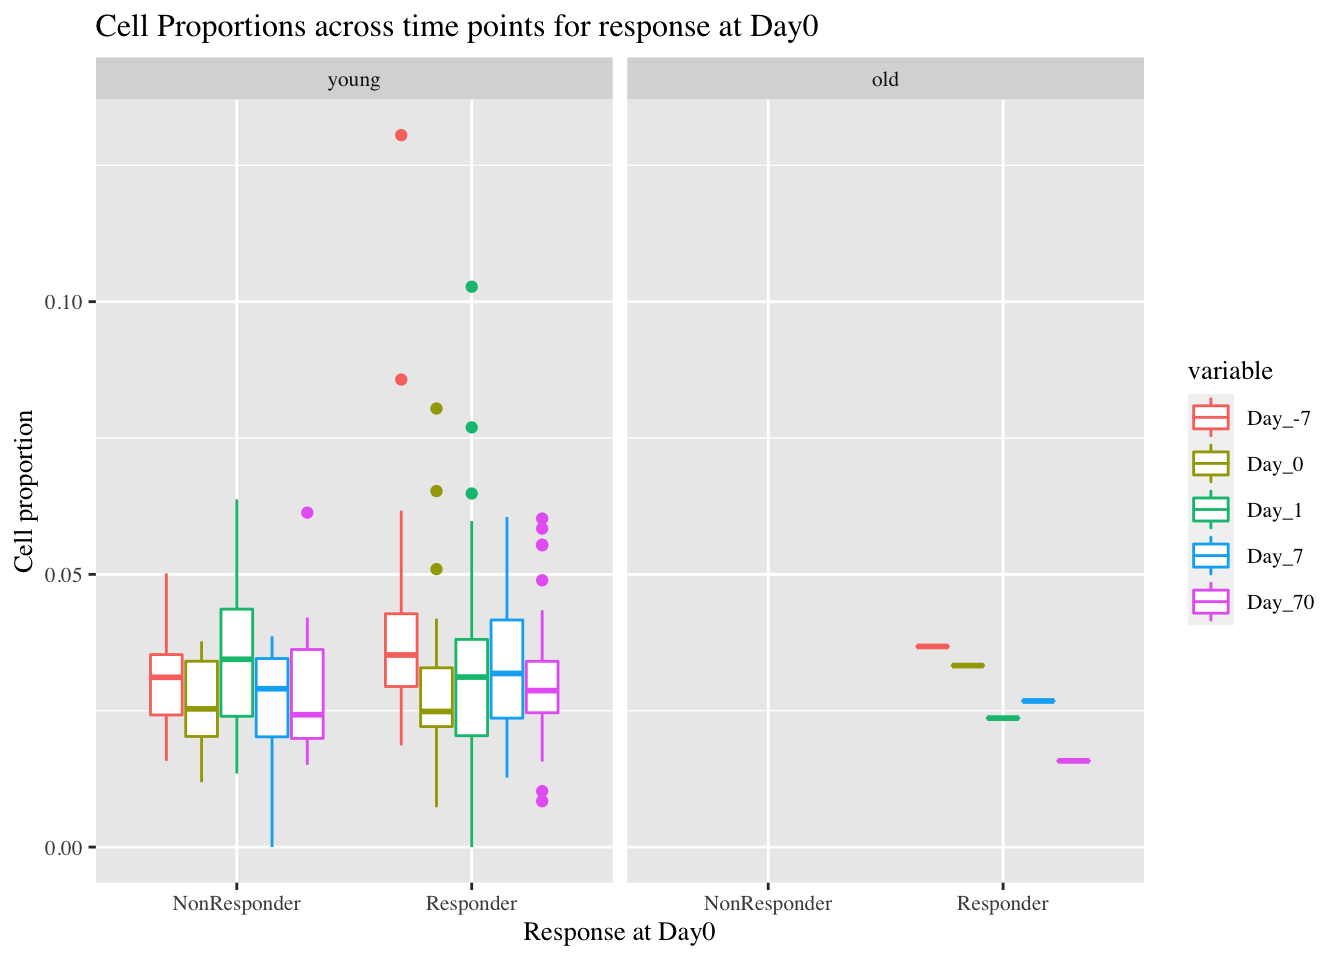 Cell Proportions across time points for response at Day0
young
old
Cell proportion
0.10
0.05
0.00
NonResponder
Responder
NonResponder
Responder
Response at Day0
variable
Day_-7
Day_0
Day_1
Day_7
Day_70